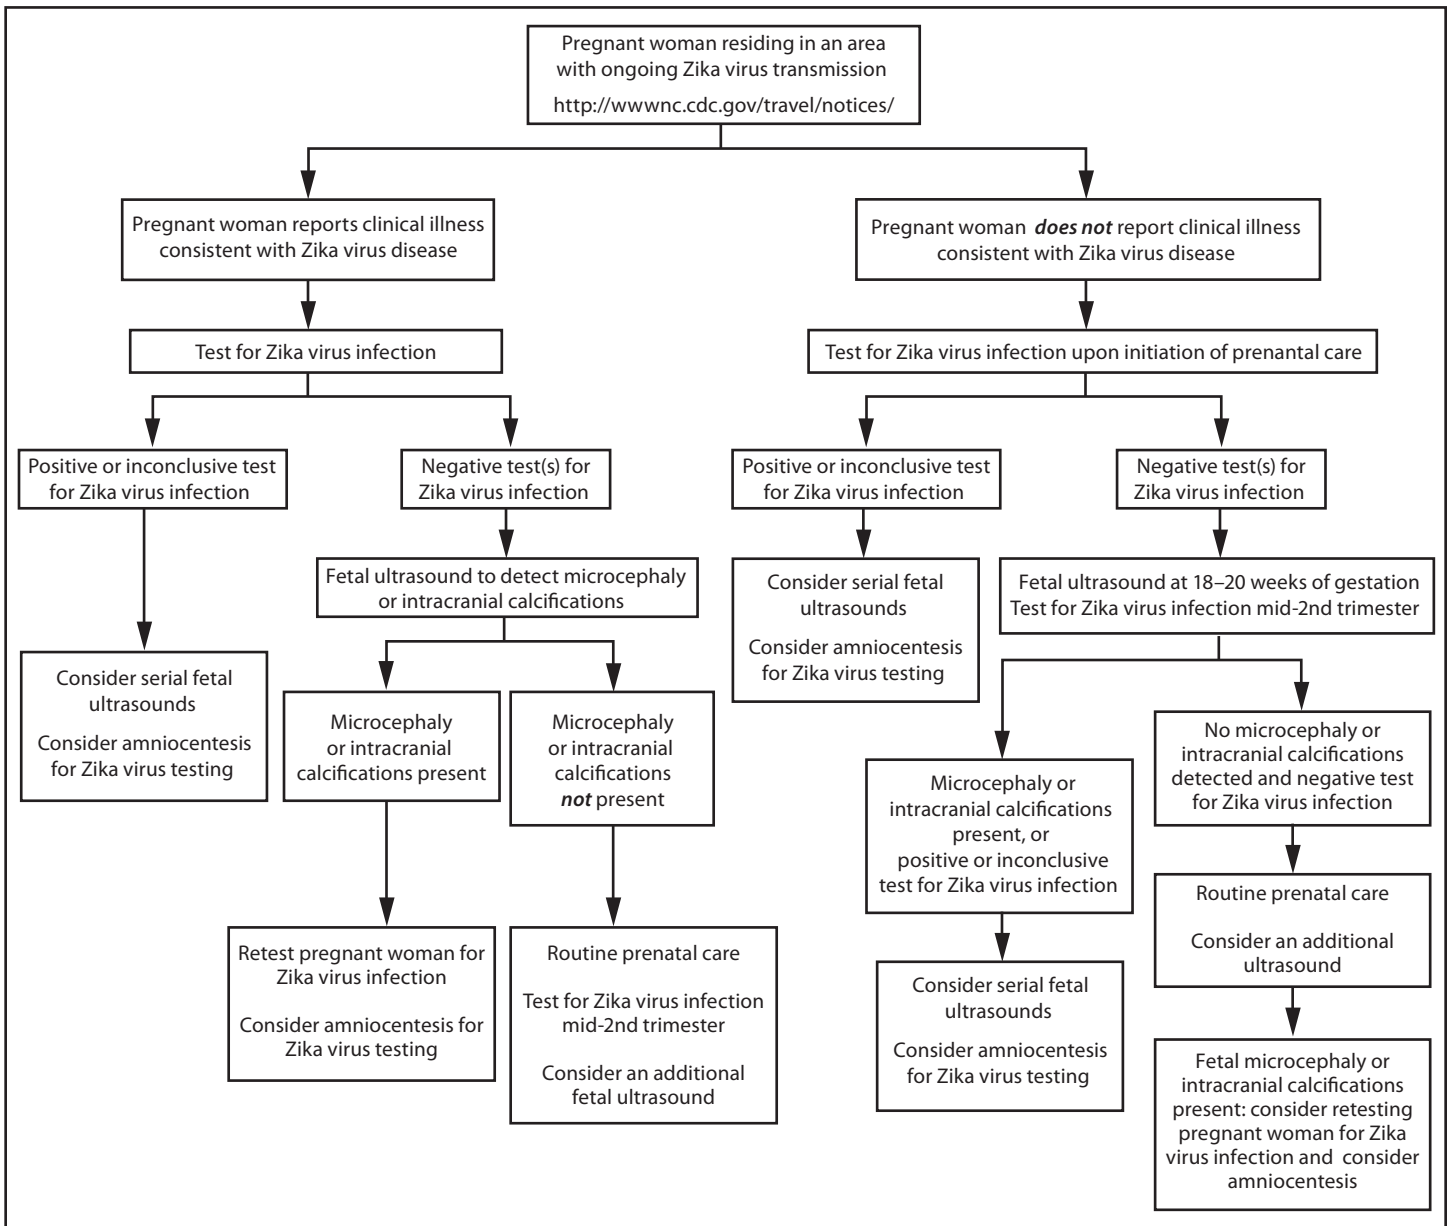 Pregnant woman residing in an area
with ongoing Zika virus transmission
http://wwwnc.cdc.gov/travel/notices/
Pregnant woman reports clinical illness
consistent with Zika virus disease
Pregnant woman does not report clinical illness
consistent with Zika virus disease
Test for Zika virus infection
Test for Zika virus infection upon initiation of prenantal care
Positive or inconclusive test
for Zika virus infection
Negative test(s) for
Zika virus infection
Positive or inconclusive test
for Zika virus infection
Negative test(s) for
Zika virus infection
Fetal ultrasound to detect microcephaly
or intracranial calcifications
Consider serial fetal
ultrasounds
Consider amniocentesis
for Zika virus testing
Fetal ultrasound at 18–20 weeks of gestation
Test for Zika virus infection mid-2nd trimester
Consider serial fetal
ultrasounds
Consider amniocentesis
for Zika virus testing
Microcephaly
or intracranial
calcifications present
Microcephaly
or intracranial
calcifications
not present
Microcephaly or
intracranial calcifications
present, or
positive or inconclusive
test for Zika virus infection
No microcephaly or
intracranial calcifications
detected and negative test
for Zika virus infection
Retest pregnant woman for
Zika virus infection
Consider amniocentesis for
Zika virus testing
Routine prenatal care
Test for Zika virus infection
mid-2nd trimester
Consider an additional
fetal ultrasound
Consider serial fetal
ultrasounds
Consider amniocentesis
for Zika virus testing
Routine prenatal care
Consider an additional
ultrasound
Fetal microcephaly or
intracranial calcifications
present: consider retesting
pregnant woman for Zika
virus infection and consider
amniocentesis